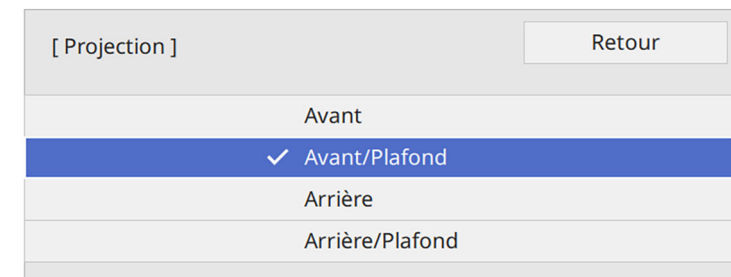 [ Projection ]
Retour
Avant
Avant/Plafond
Arrière
Arrière/Plafond